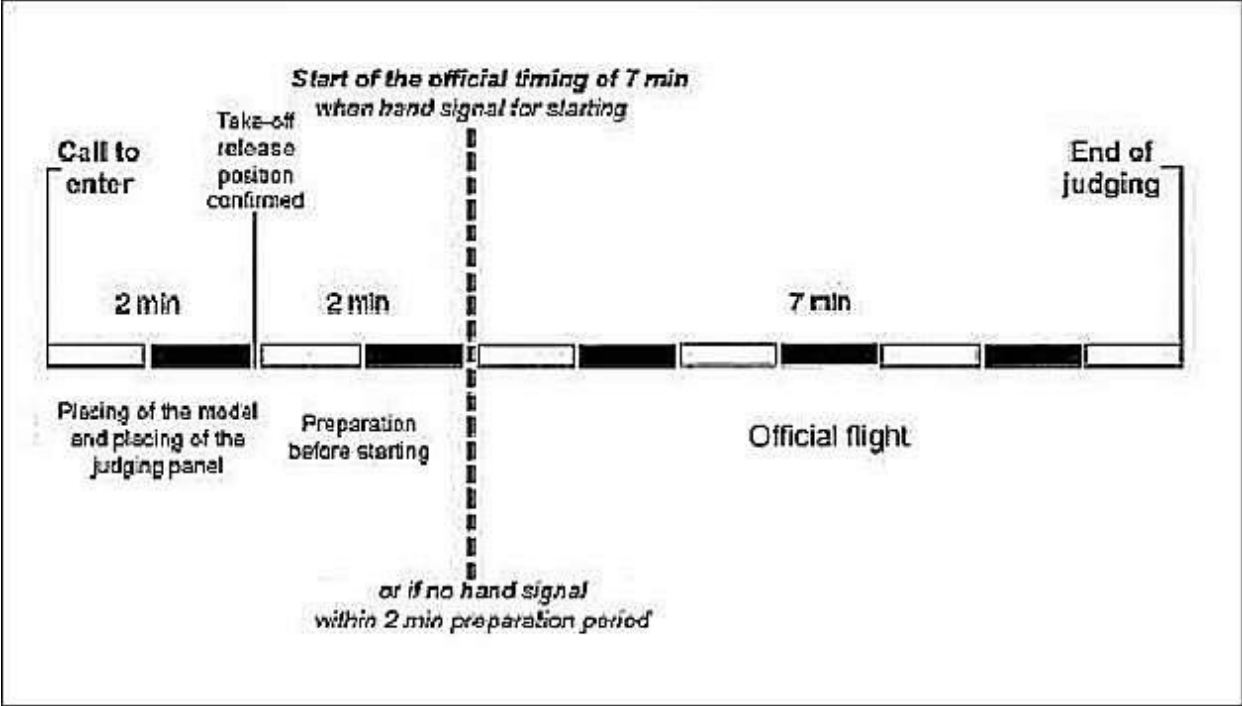 Start of the official timing of 7 min
when hand signal for starting
Take-off
release
position
confirmed
Call to
enter
End of
judging
2 min
2 min
7 min
Placing of the model
and placing of the
judging panel
Preparation
before starting
Official flight
or if no hand signal
within 2 min preparation period